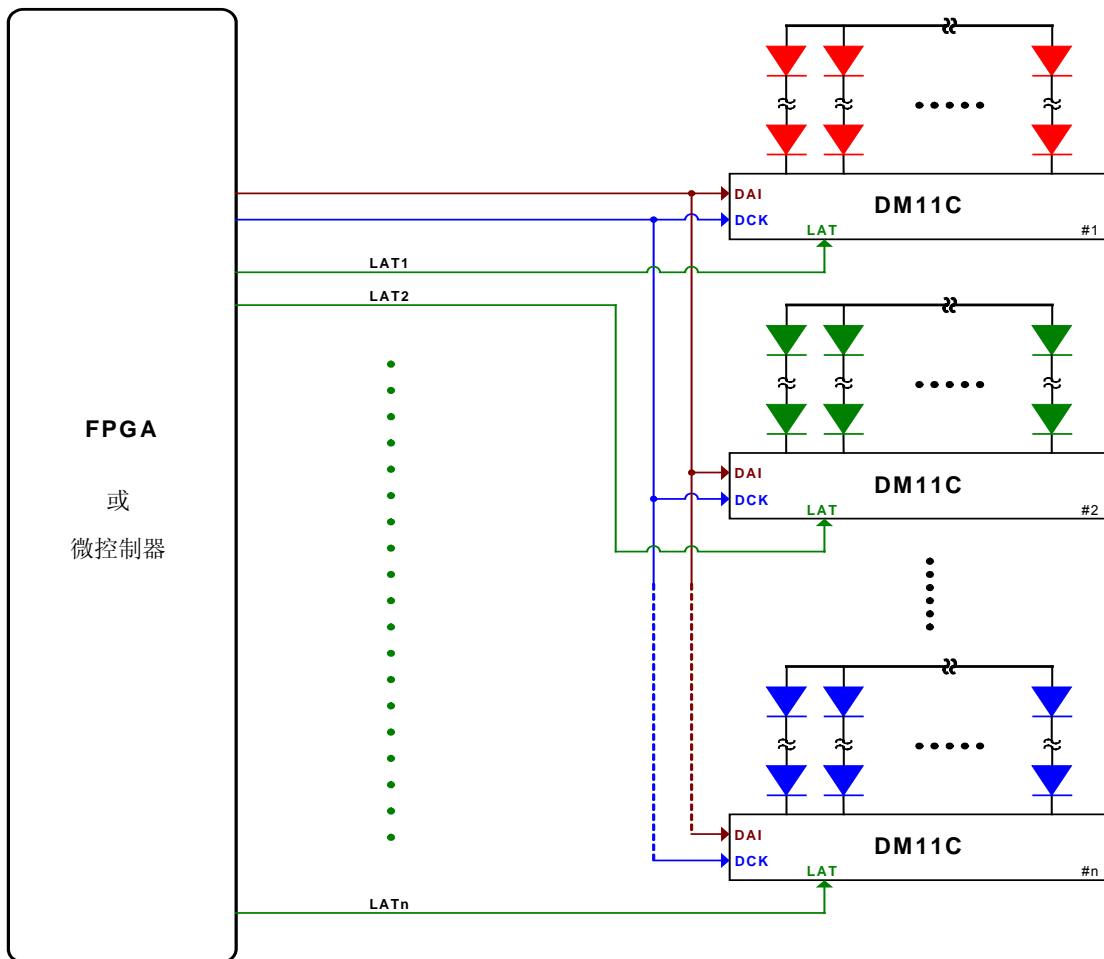 DAI
DM11C
DCK
LAT
#1
LAT1
LAT2
FPGA
或
微控制器
DAI
DM11C
DCK
LAT
#2
DAI
DM11C
DCK
LAT
#n
LATn